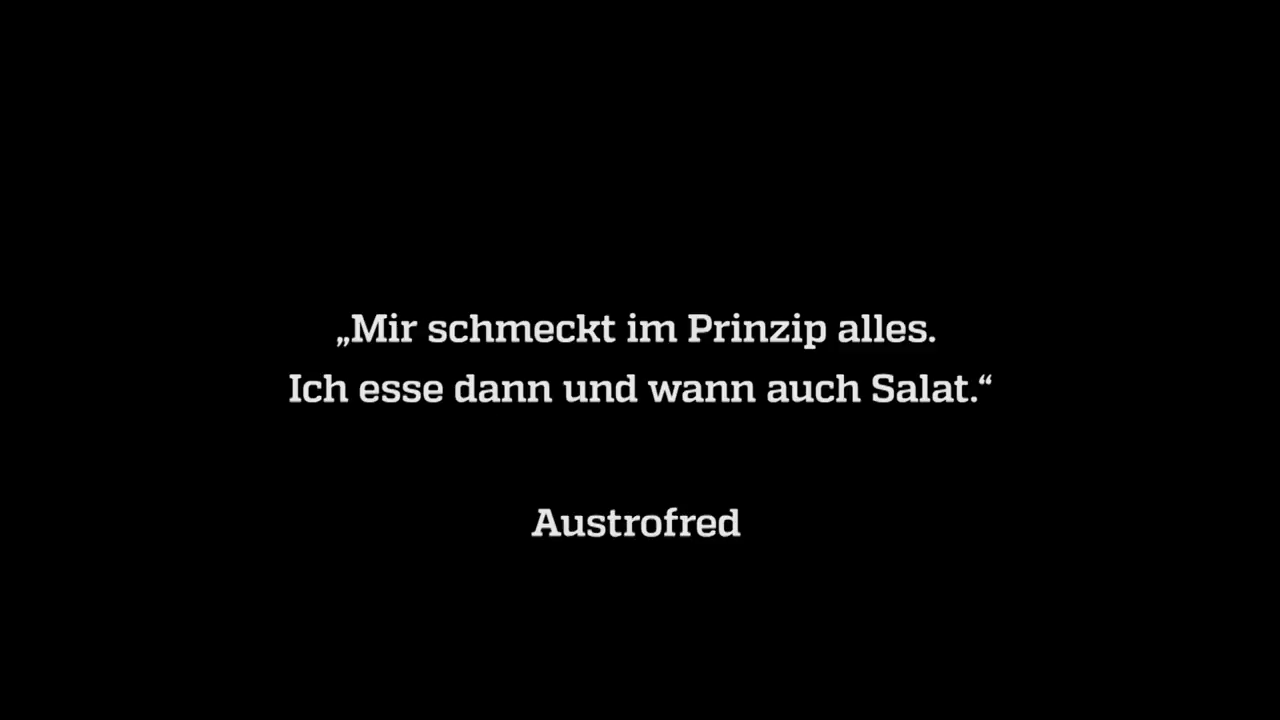 „Mir schmeckt im Prinzip alles.
Ich esse dann und wann auch Salat.“
Austrofred